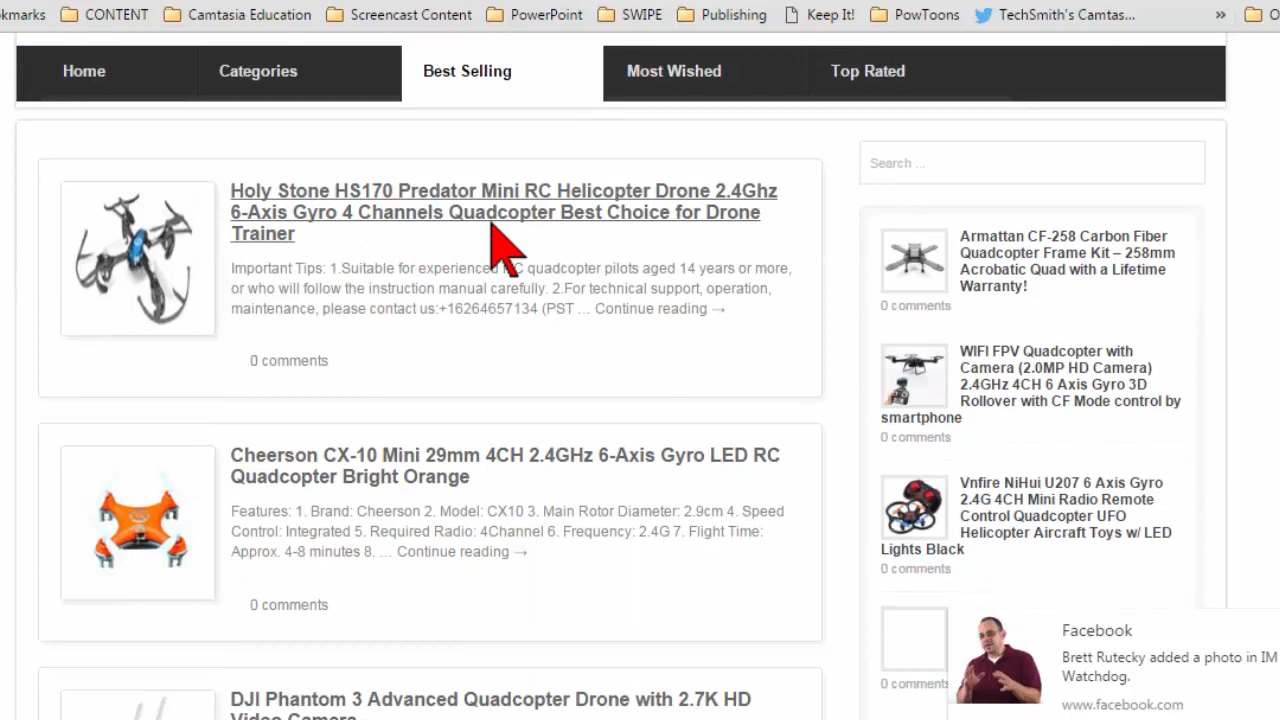 okmarks CONTENT Camtasia Education Screencast Content PowerPoint SWIPE Publishing Keep It! PowToons TechSmith's Camtas... » O
Home Categories Best Selling Most Wished Top Rated
Holy Stone HS170 Predator Mini RC Helicopter Drone 2.4Ghz
6-Axis Gyro 4 Channels Quadcopter Best Choice for Drone
Trainer
Important Tips: 1.Suitable for experienced quadcopter pilots aged 14 years or more,
or who will follow the instruction manual carefully. 2.For technical support, operation,
maintenance, please contact us:+16264657134 (PST ... Continue reading →
0 comments
Cheerson CX-10 Mini 29mm 4CH 2.4GHz 6-Axis Gyro LED RC
Quadcopter Bright Orange
Features: 1. Brand: Cheerson 2. Model: CX10 3. Main Rotor Diameter: 2.9cm 4. Speed
Control: Integrated 5. Required Radio: 4Channel 6. Frequency: 2.4G 7. Flight Time:
Approx. 4-8 minutes 8. ... Continue reading →
0 comments
DJI Phantom 3 Advanced Quadcopter Drone with 2.7K HD
Video Camera
Search ...
Armattan CF-258 Carbon Fiber
Quadcopter Frame Kit – 258mm
Acrobatic Quad with a Lifetime
Warranty!
0 comments
WIFI FPV Quadcopter with
Camera (2.0MP HD Camera)
2.4GHz 4CH 6 Axis Gyro 3D
Rollover with CF Mode control by
smartphone
0 comments
Vnfire NiHui U207 6 Axis Gyro
2.4G 4CH Mini Radio Remote
Control Quadcopter UFO
Helicopter Aircraft Toys w/ LED
Lights Black
0 comments
0 comments
Facebook
Brett Rutecky added a photo in IM
Watchdog.
www.facebook.com